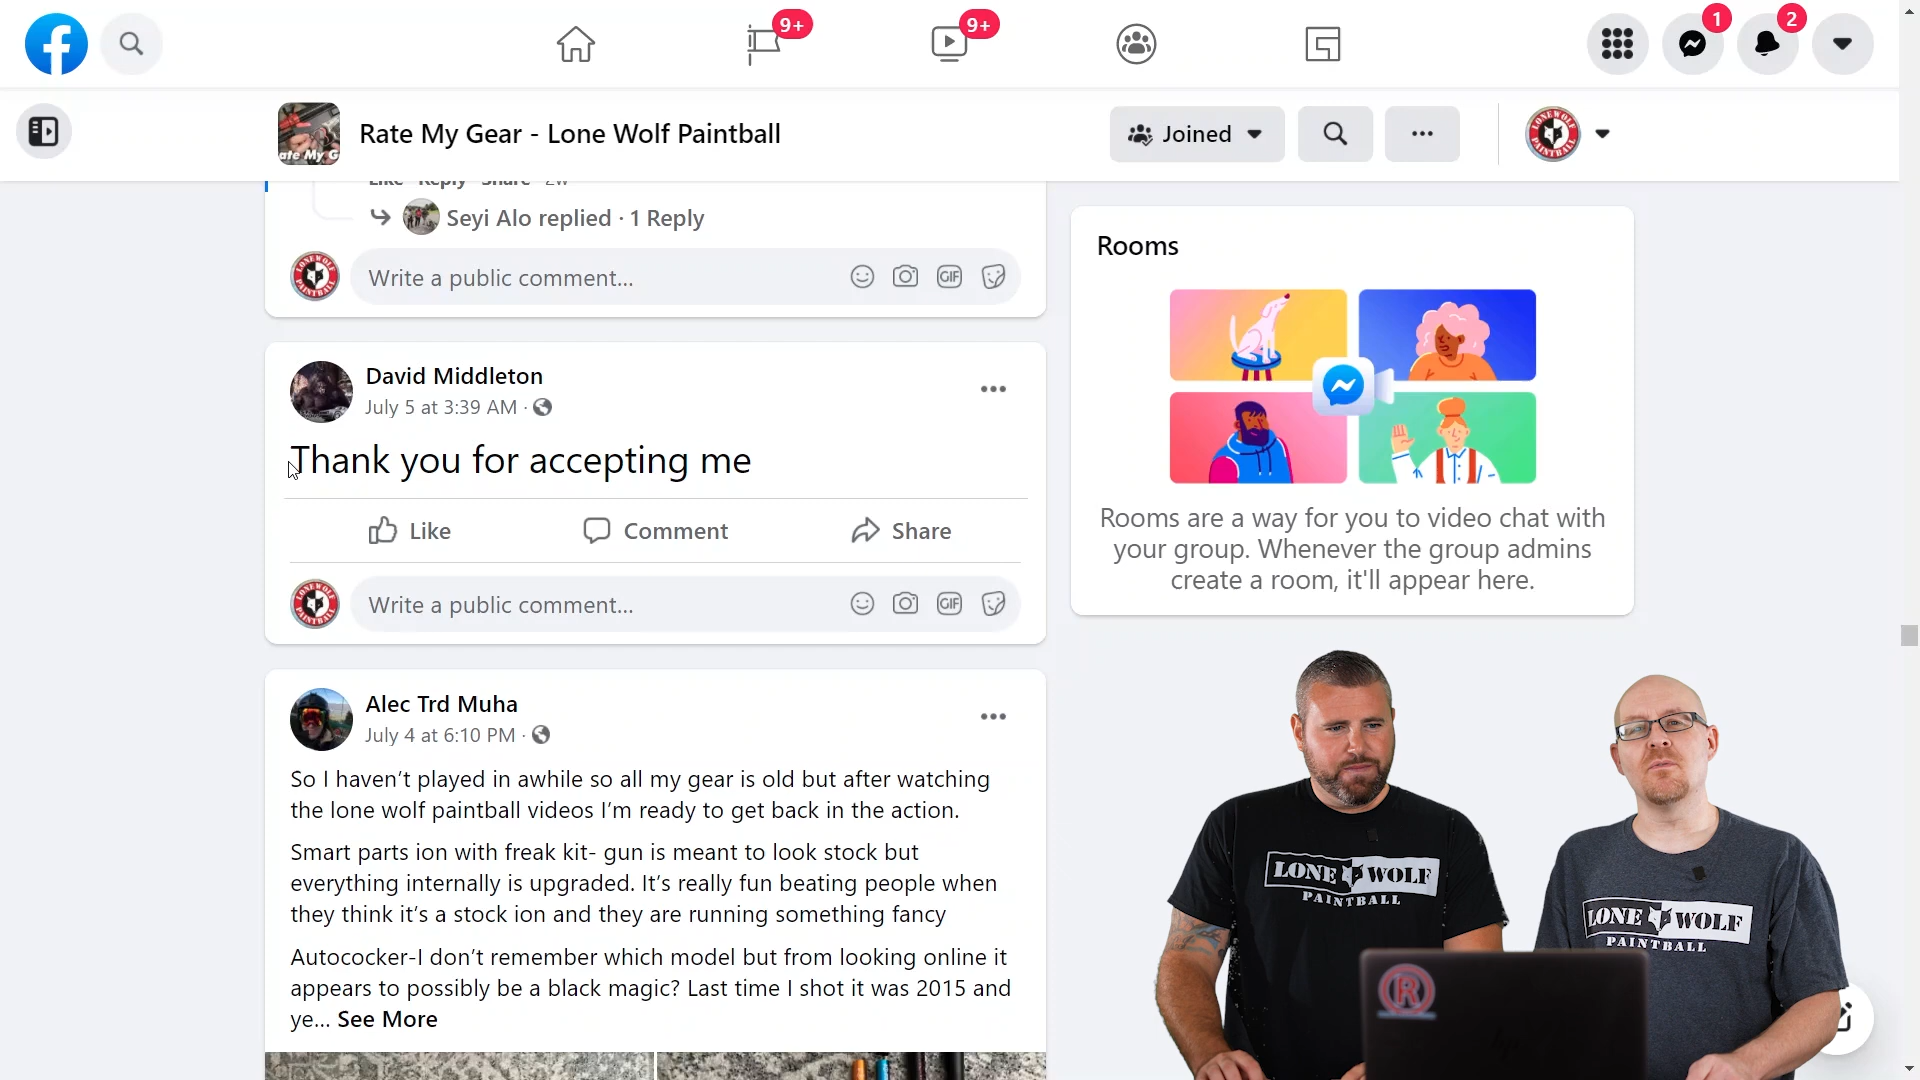 9+
9+
1
2
Rate My Gear - Lone Wolf Paintball
Joined
Seyi Alo replied · 1 Reply
Write a public comment...
GIF
David Middleton
July 5 at 3:39 AM ·
Thank you for accepting me
Like
Comment
Share
Write a public comment...
GIF
Alec Trd Muha
July 4 at 6:10 PM ·
So I haven't played in awhile so all my gear is old but after watching
the lone wolf paintball videos I'm ready to get back in the action.
Smart parts ion with freak kit- gun is meant to look stock but
everything internally is upgraded. It's really fun beating people when
they think it's a stock ion and they are running something fancy
Autococker-I don't remember which model but from looking online it
appears to possibly be a black magic? Last time I shot it was 2015 and
ye... See More
Rooms
Rooms are a way for you to video chat with
your group. Whenever the group admins
create a room, it'll appear here.
LONE WOLF
PAINTBALL
LONE WOLF
PAINTBALL
R